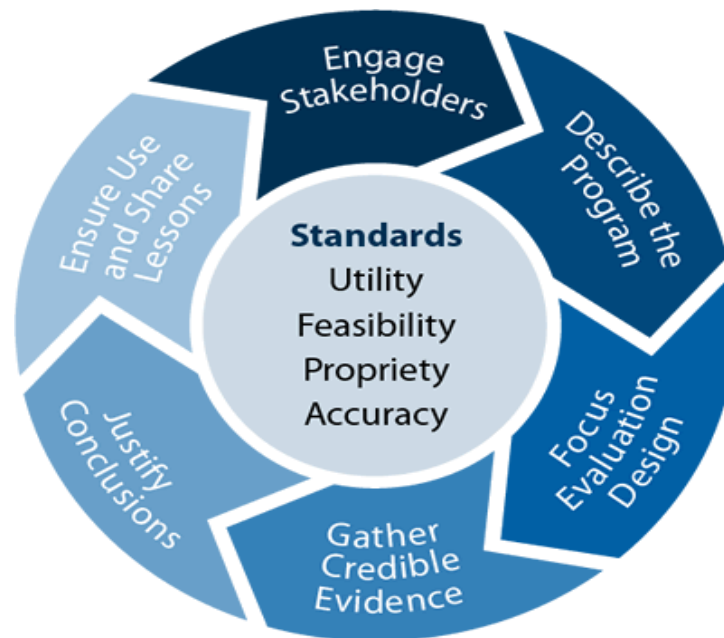 Engage
Stakeholders
Describe the
Program
Focus
Evaluation
Design
Gather
Credible
Evidence
Justify
Conclusions
Ensure Use
and Share
Lessons
Standards
Utility
Feasibility
Propriety
Accuracy